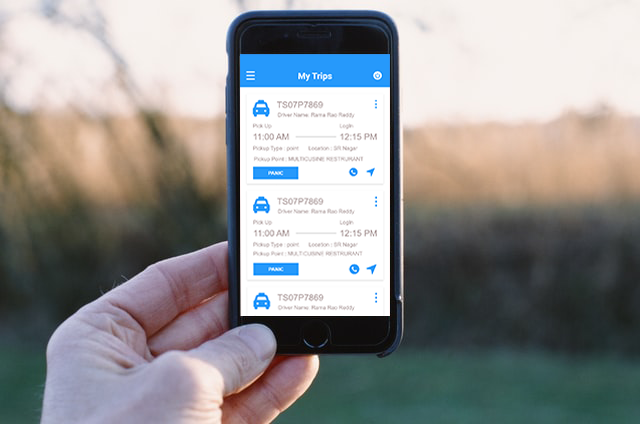 My Trips
TS07P7869
Driver Name: Rama Rao Reddy
Pick Up Login
11:00 AM 12:15 PM
Pickup Type : point Location : SR Nagar
Pickup Point : MULTICUSINE RESTRURANT
PANIC
TS07P7869
Driver Name: Rama Rao Reddy
Pick Up Login
11:00 AM 12:15 PM
Pickup Type : point Location : SR Nagar
Pickup Point : MULTICUSINE RESTRURANT
PANIC
TS07P7869
Driver Name: Rama Rao Reddy